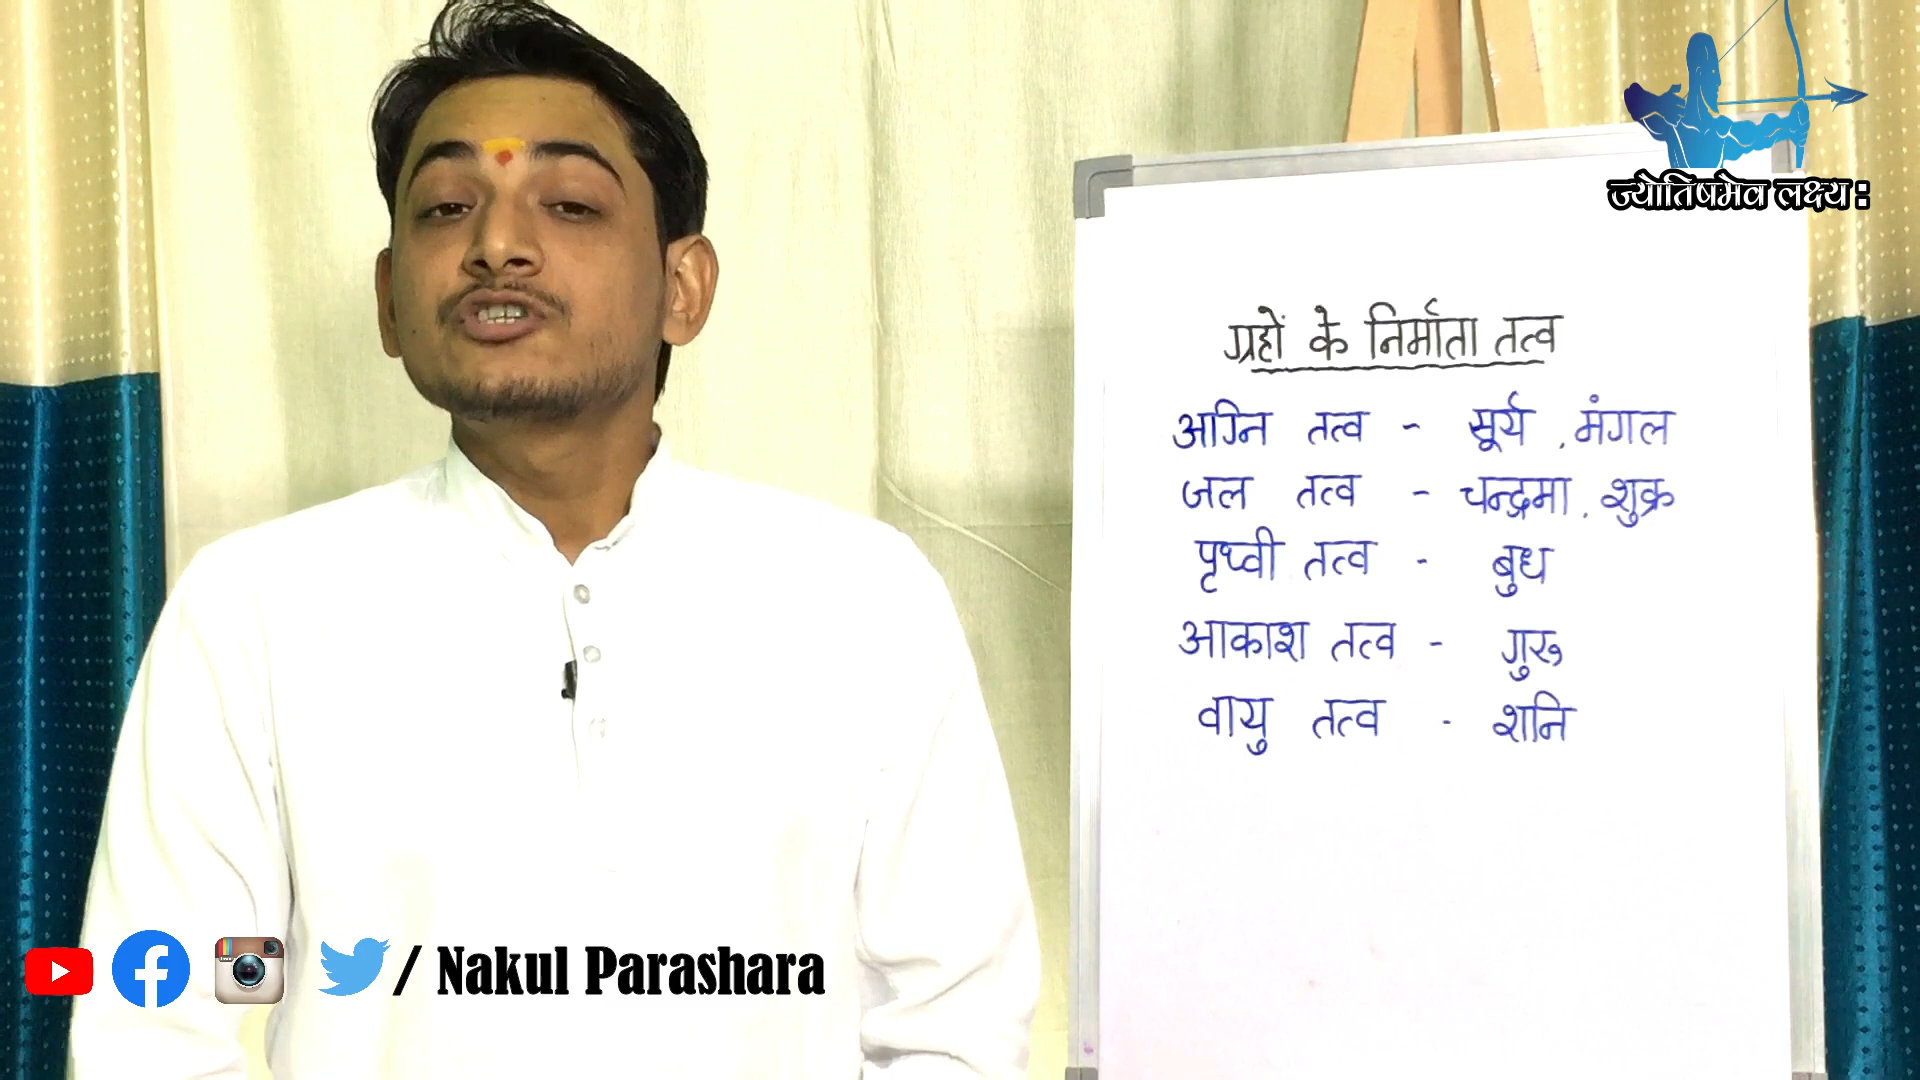 ज्योतिषमेव लक्ष्य :
ग्रहों के निर्माता तत्व
अग्नि तत्व - सूर्य , मंगल
जल तत्व - चन्द्रमा , शुक्र
पृथ्वी तत्व - बुध
आकाश तत्व - गुरु
वायु तत्व - शनि
/ Nakul Parashara